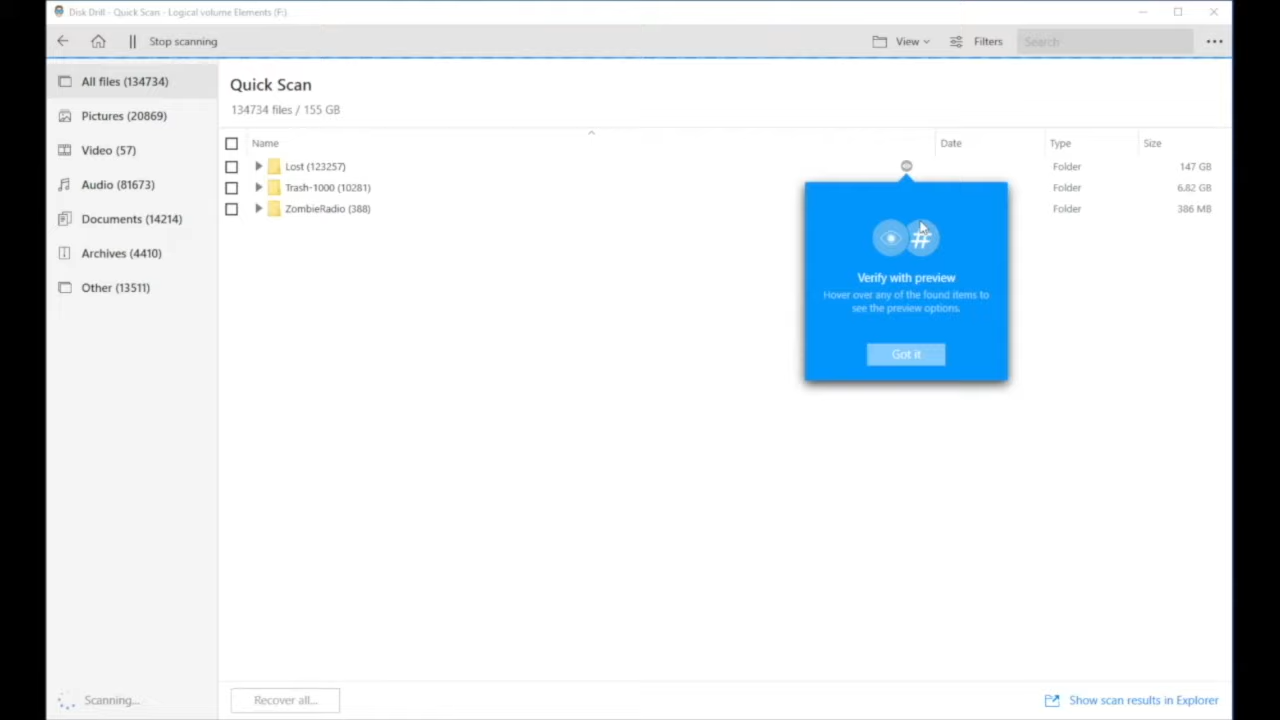 Disk Drill - Quick Scan - Logical volume Elements (F:)
Stop scanning
View
Filters
Search
All files (134734)
Pictures (20869)
Video (57)
Audio (81673)
Documents (14214)
Archives (4410)
Other (13511)
Scanning...
Quick Scan
134734 files / 155 GB
Name Date Type Size
Lost (123257) Folder 147 GB
Trash-1000 (10281) Folder 6.82 GB
ZombieRadio (388) Folder 386 MB
#
Verify with preview
Hover over any of the found items to
see the preview options.
Got it
Recover all...
Show scan results in Explorer